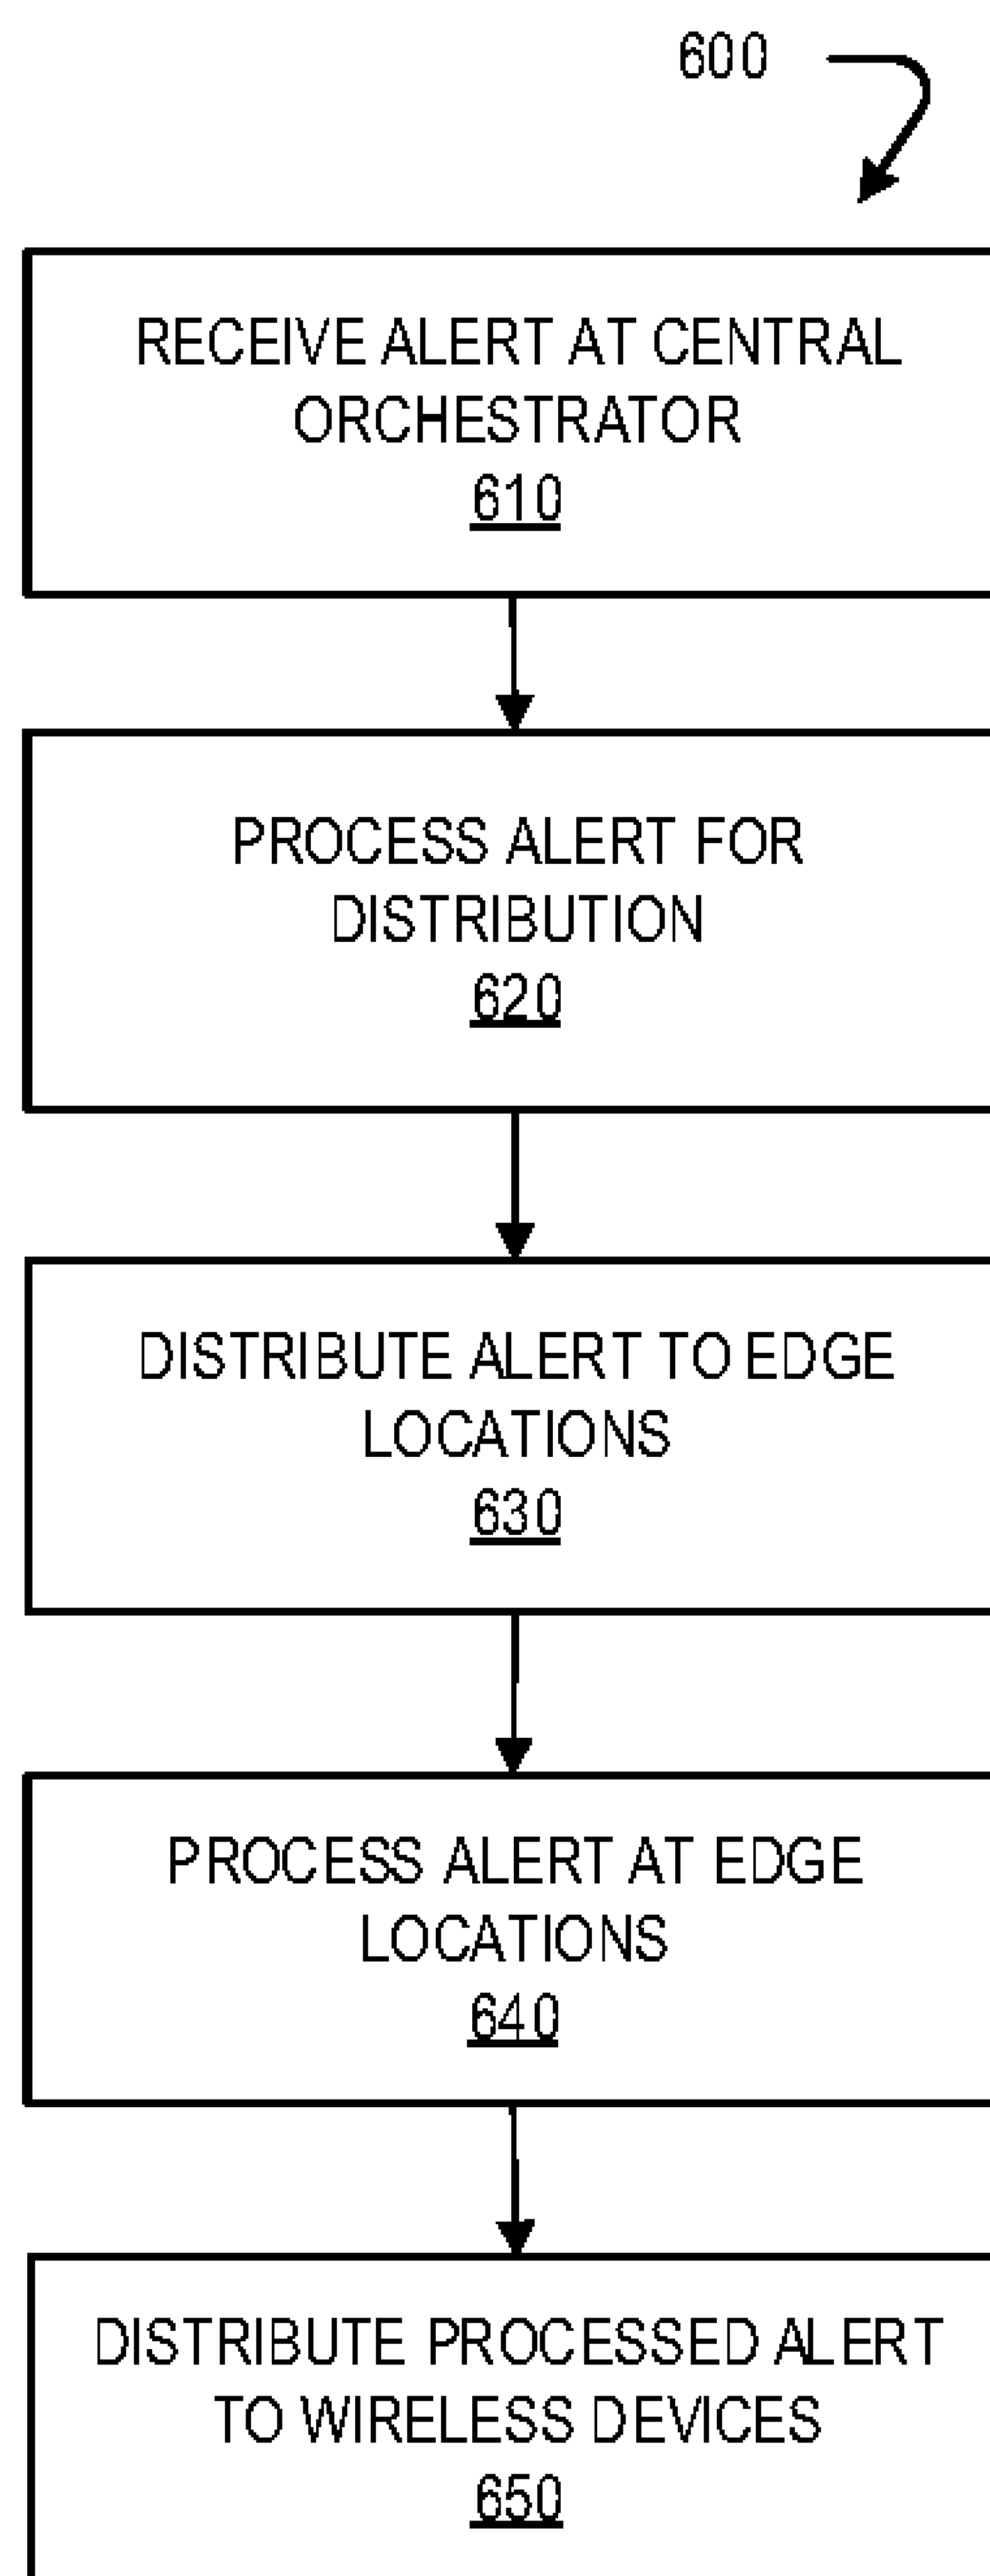 600
RECEIVE ALERT AT CENTRAL
ORCHESTRATOR
610
PROCESS ALERT FOR
DISTRIBUTION
620
DISTRIBUTE ALERT TO EDGE
LOCATIONS
630
PROCESS ALERT AT EDGE
LOCATIONS
640
DISTRIBUTE PROCESSED ALERT
TO WIRELESS DEVICES
650